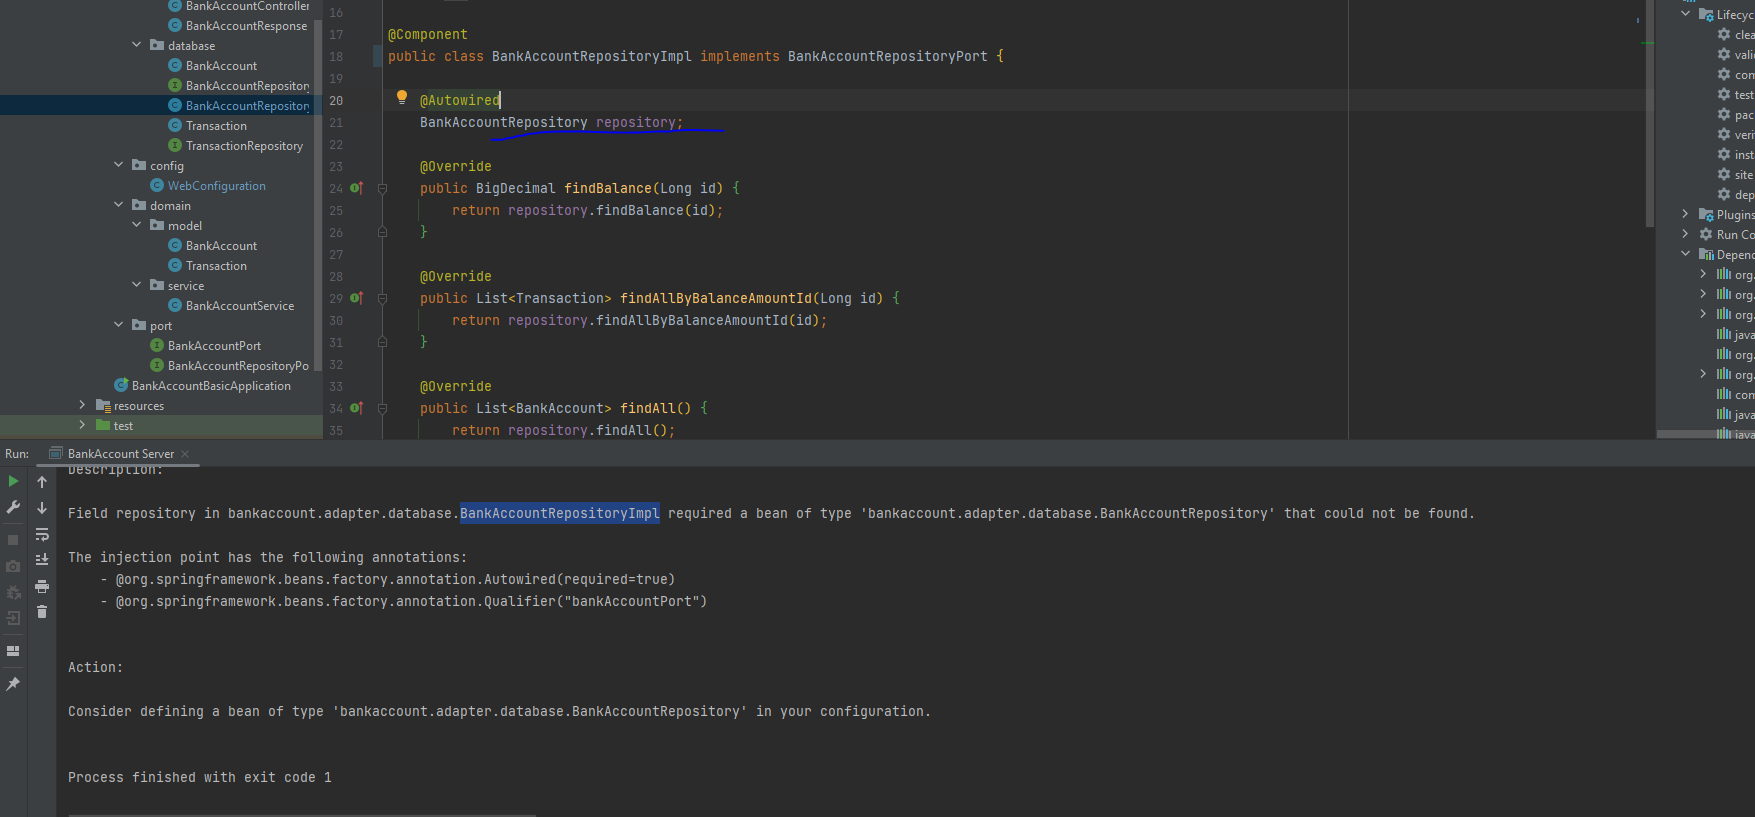 BankAccountController
BankAccountResponse
database
BankAccount
BankAccountRepository
BankAccountRepository
Transaction
TransactionRepository
config
WebConfiguration
domain
model
BankAccount
Transaction
service
BankAccountService
port
BankAccountPort
BankAccountRepositoryPo
BankAccountBasicApplication
resources
test
16
17 @Component
18 public class BankAccountRepositoryImpl implements BankAccountRepositoryPort {
19
20 @Autowired
21 BankAccountRepository repository;
22
23 @Override
24 public BigDecimal findBalance(Long id) {
25 return repository.findBalance(id);
26 }
27
28 @Override
29 public List<Transaction> findAllByBalanceAmountId(Long id) {
30 return repository.findAllByBalanceAmountId(id);
31 }
32
33 @Override
34 public List<BankAccount> findAll() {
35 return repository.findAll();
Lifecyc
clea
valid
com
test
pac
veri
inst
site
dep
Plugins
Run Co
Depend
org.
org.
org.
java
org.
org.
com
java
java
Run: BankAccount Server
Description:
Field repository in bankaccount.adapter.database.BankAccountRepositoryImpl required a bean of type 'bankaccount.adapter.database.BankAccountRepository' that could not be found.
The injection point has the following annotations:
- @org.springframework.beans.factory.annotation.Autowired(required=true)
- @org.springframework.beans.factory.annotation.Qualifier("bankAccountPort")
Action:
Consider defining a bean of type 'bankaccount.adapter.database.BankAccountRepository' in your configuration.
Process finished with exit code 1